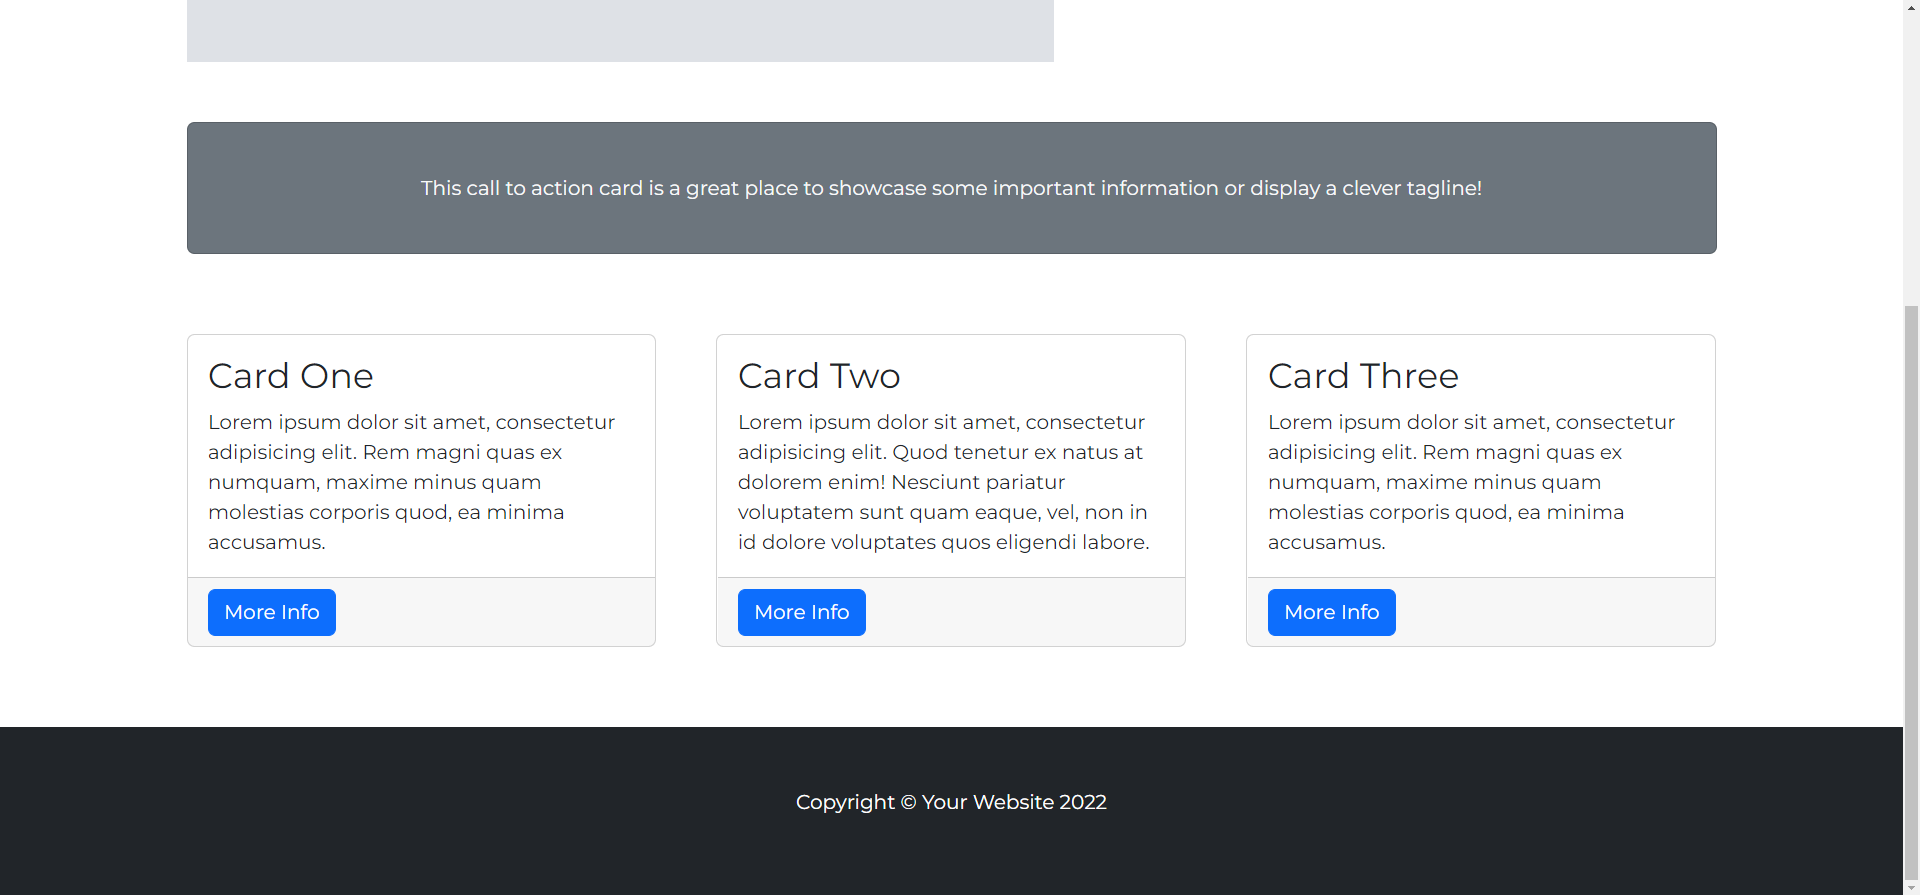 This call to action card is a great place to showcase some important information or display a clever tagline!
Card One
Lorem ipsum dolor sit amet, consectetur
adipisicing elit. Rem magni quas ex
numquam, maxime minus quam
molestias corporis quod, ea minima
accusamus.
More Info
Card Two
Lorem ipsum dolor sit amet, consectetur
adipisicing elit. Quod tenetur ex natus at
dolorem enim! Nesciunt pariatur
voluptatem sunt quam eaque, vel, non in
id dolore voluptates quos eligendi labore.
More Info
Card Three
Lorem ipsum dolor sit amet, consectetur
adipisicing elit. Rem magni quas ex
numquam, maxime minus quam
molestias corporis quod, ea minima
accusamus.
More Info
Copyright © Your Website 2022